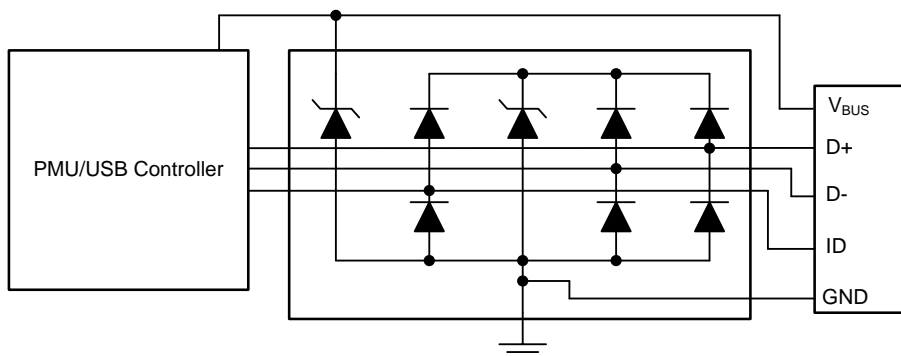 PMU/USB Controller
VBUS
D+
D-
ID
GND